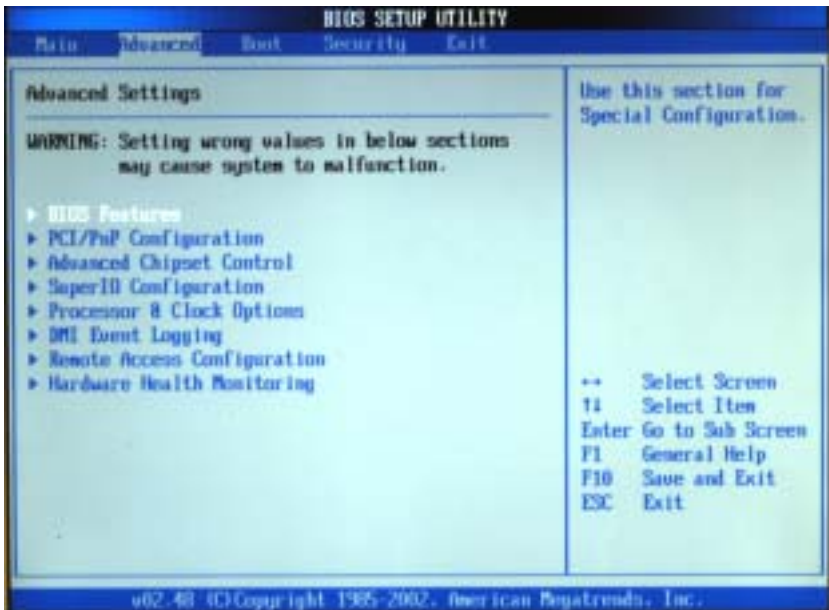 BIOS SETUP UTILITY
Main Advanced Boot Security Exit
Advanced Settings
WARNING: Setting wrong values in below sections
may cause system to malfunction.
▶ BIOS Features
▶ PCI/PnP Configuration
▶ Advanced Chipset Control
▶ SuperIO Configuration
▶ Processor & Clock Options
▶ DMI Event Logging
▶ Remote Access Configuration
▶ Hardware Health Monitoring
Use this section for
Special Configuration.
↔ Select Screen
↑↓ Select Item
Enter Go to Sub Screen
F1 General Help
F10 Save and Exit
ESC Exit
v02.48 (C)Copyright 1985-2002, American Megatrends, Inc.